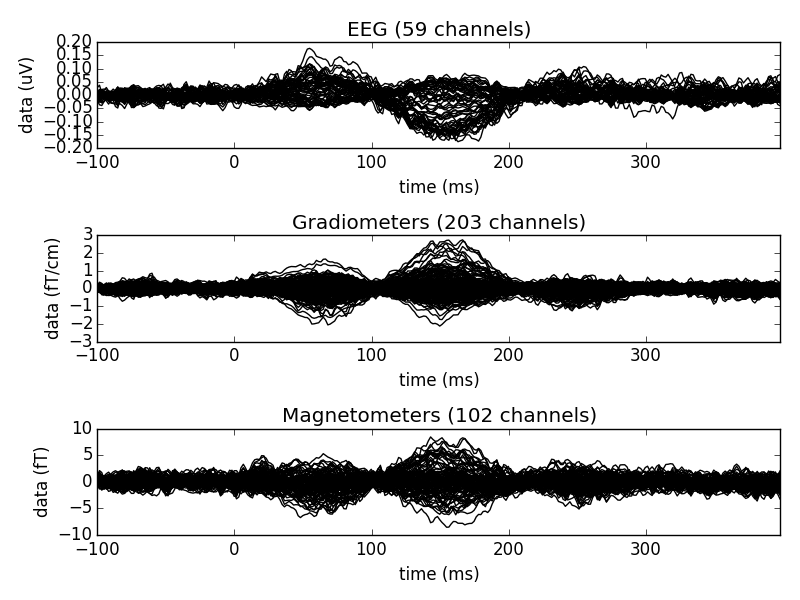 EEG (59 channels)
data (uV)
0.20
0.15
0.10
0.05
0.00
−0.05
−0.10
−0.15
−0.20
−100 0 100 200 300
time (ms)
Gradiometers (203 channels)
data (fT/cm)
3
2
1
0
−1
−2
−3
−100 0 100 200 300
time (ms)
Magnetometers (102 channels)
data (fT)
10
5
0
−5
−10
−100 0 100 200 300
time (ms)